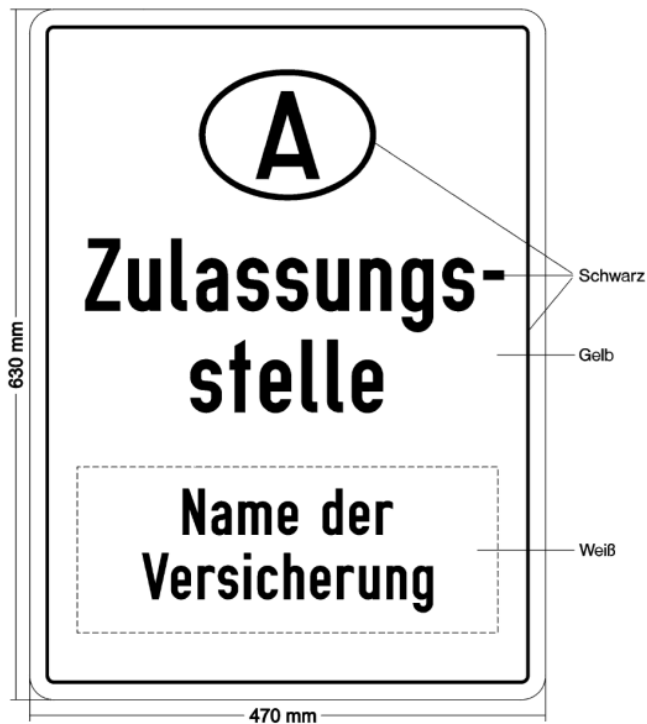 A
Zulassungs-
stelle
Name der
Versicherung
Schwarz
Gelb
Weiß
630 mm
470 mm